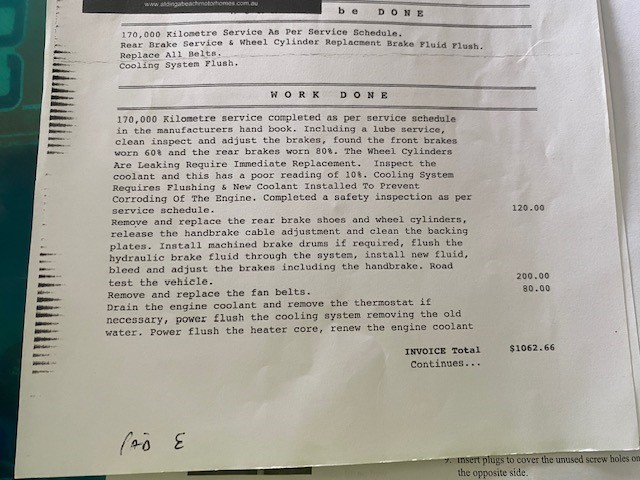 www.aldingabeachmotorhomes.com.au
be DONE
170,000 Kilometre Service As Per Service Schedule.
Rear Brake Service & Wheel Cylinder Replacment Brake Fluid Flush.
Replace All Belts.
Cooling System Flush.
WORK DONE
170,000 Kilometre service completed as per service schedule
in the manufacturers hand book. Including a lube service,
clean inspect and adjust the brakes, found the front brakes
worn 60% and the rear brakes worn 80%. The Wheel Cylinders
Are Leaking Require Immediate Replacement. Inspect the
coolant and this has a poor reading of 10%. Cooling System
Requires Flushing & New Coolant Installed To Prevent
Corroding Of The Engine. Completed a safety inspection as per
service schedule. 120.00
Remove and replace the rear brake shoes and wheel cylinders,
release the handbrake cable adjustment and clean the backing
plates. Install machined brake drums if required, flush the
hydraulic brake fluid through the system, install new fluid,
bleed and adjust the brakes including the handbrake. Road
test the vehicle. 200.00
Remove and replace the fan belts. 80.00
Drain the engine coolant and remove the thermostat if
necessary, power flush the cooling system removing the old
water. Power flush the heater core, renew the engine coolant
INVOICE Total $1062.66
Continues...
9. Insert plugs to cover the unused screw holes on
the opposite side.